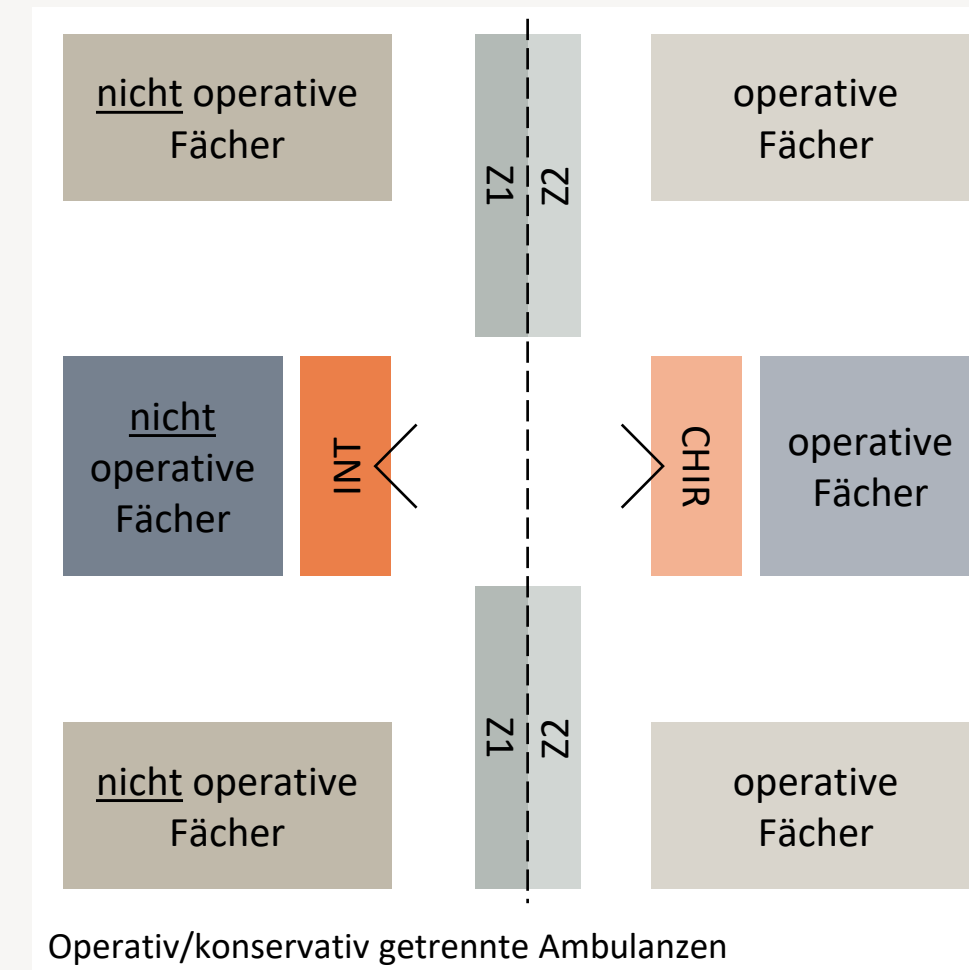 nicht operative
Fächer
Z1
Z2
operative
Fächer
nicht
operative
Fächer
INT
CHIR
operative
Fächer
nicht operative
Fächer
Z1
Z2
operative
Fächer
Operativ/konservativ getrennte Ambulanzen